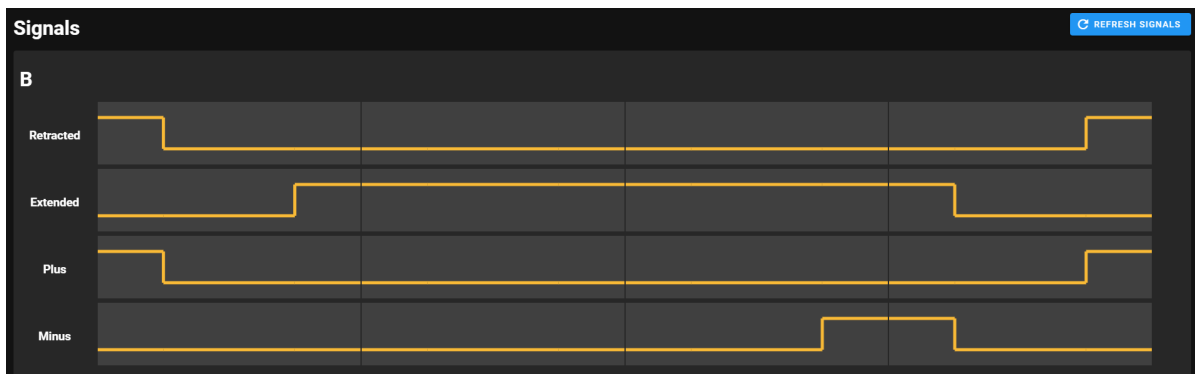 Signals
REFRESH SIGNALS
B
Retracted
Extended
Plus
Minus